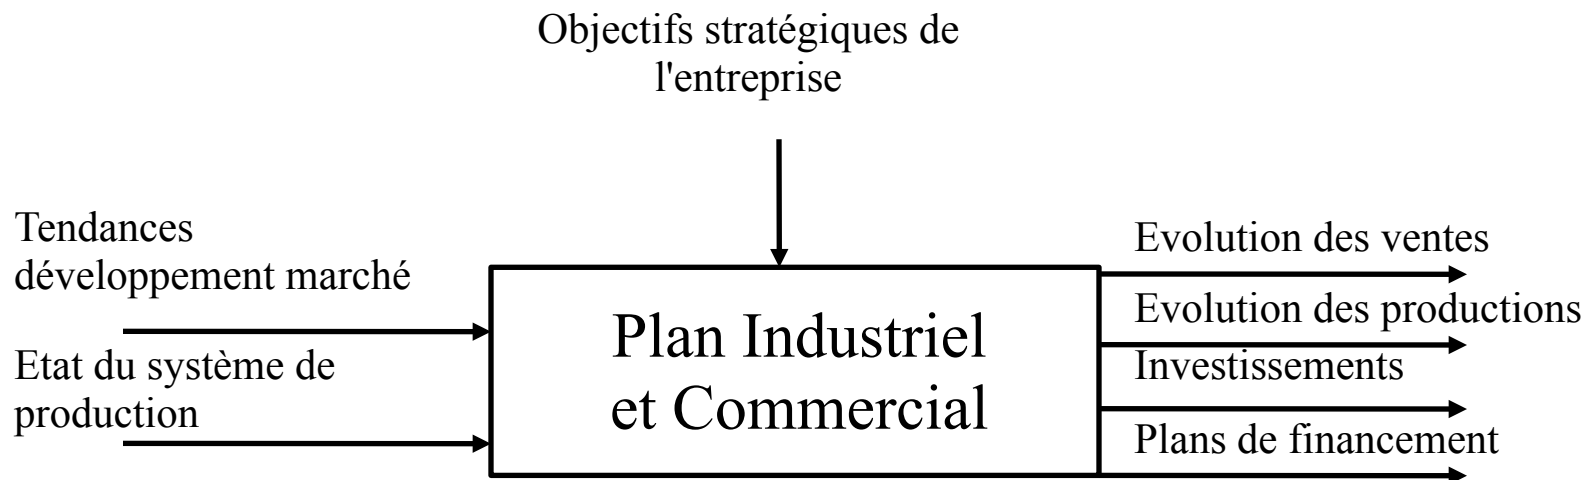 Objectifs stratégiques de
l'entreprise
Tendances
développement marché
Etat du système de
production
Plan Industriel
et Commercial
Evolution des ventes
Evolution des productions
Investissements
Plans de financement